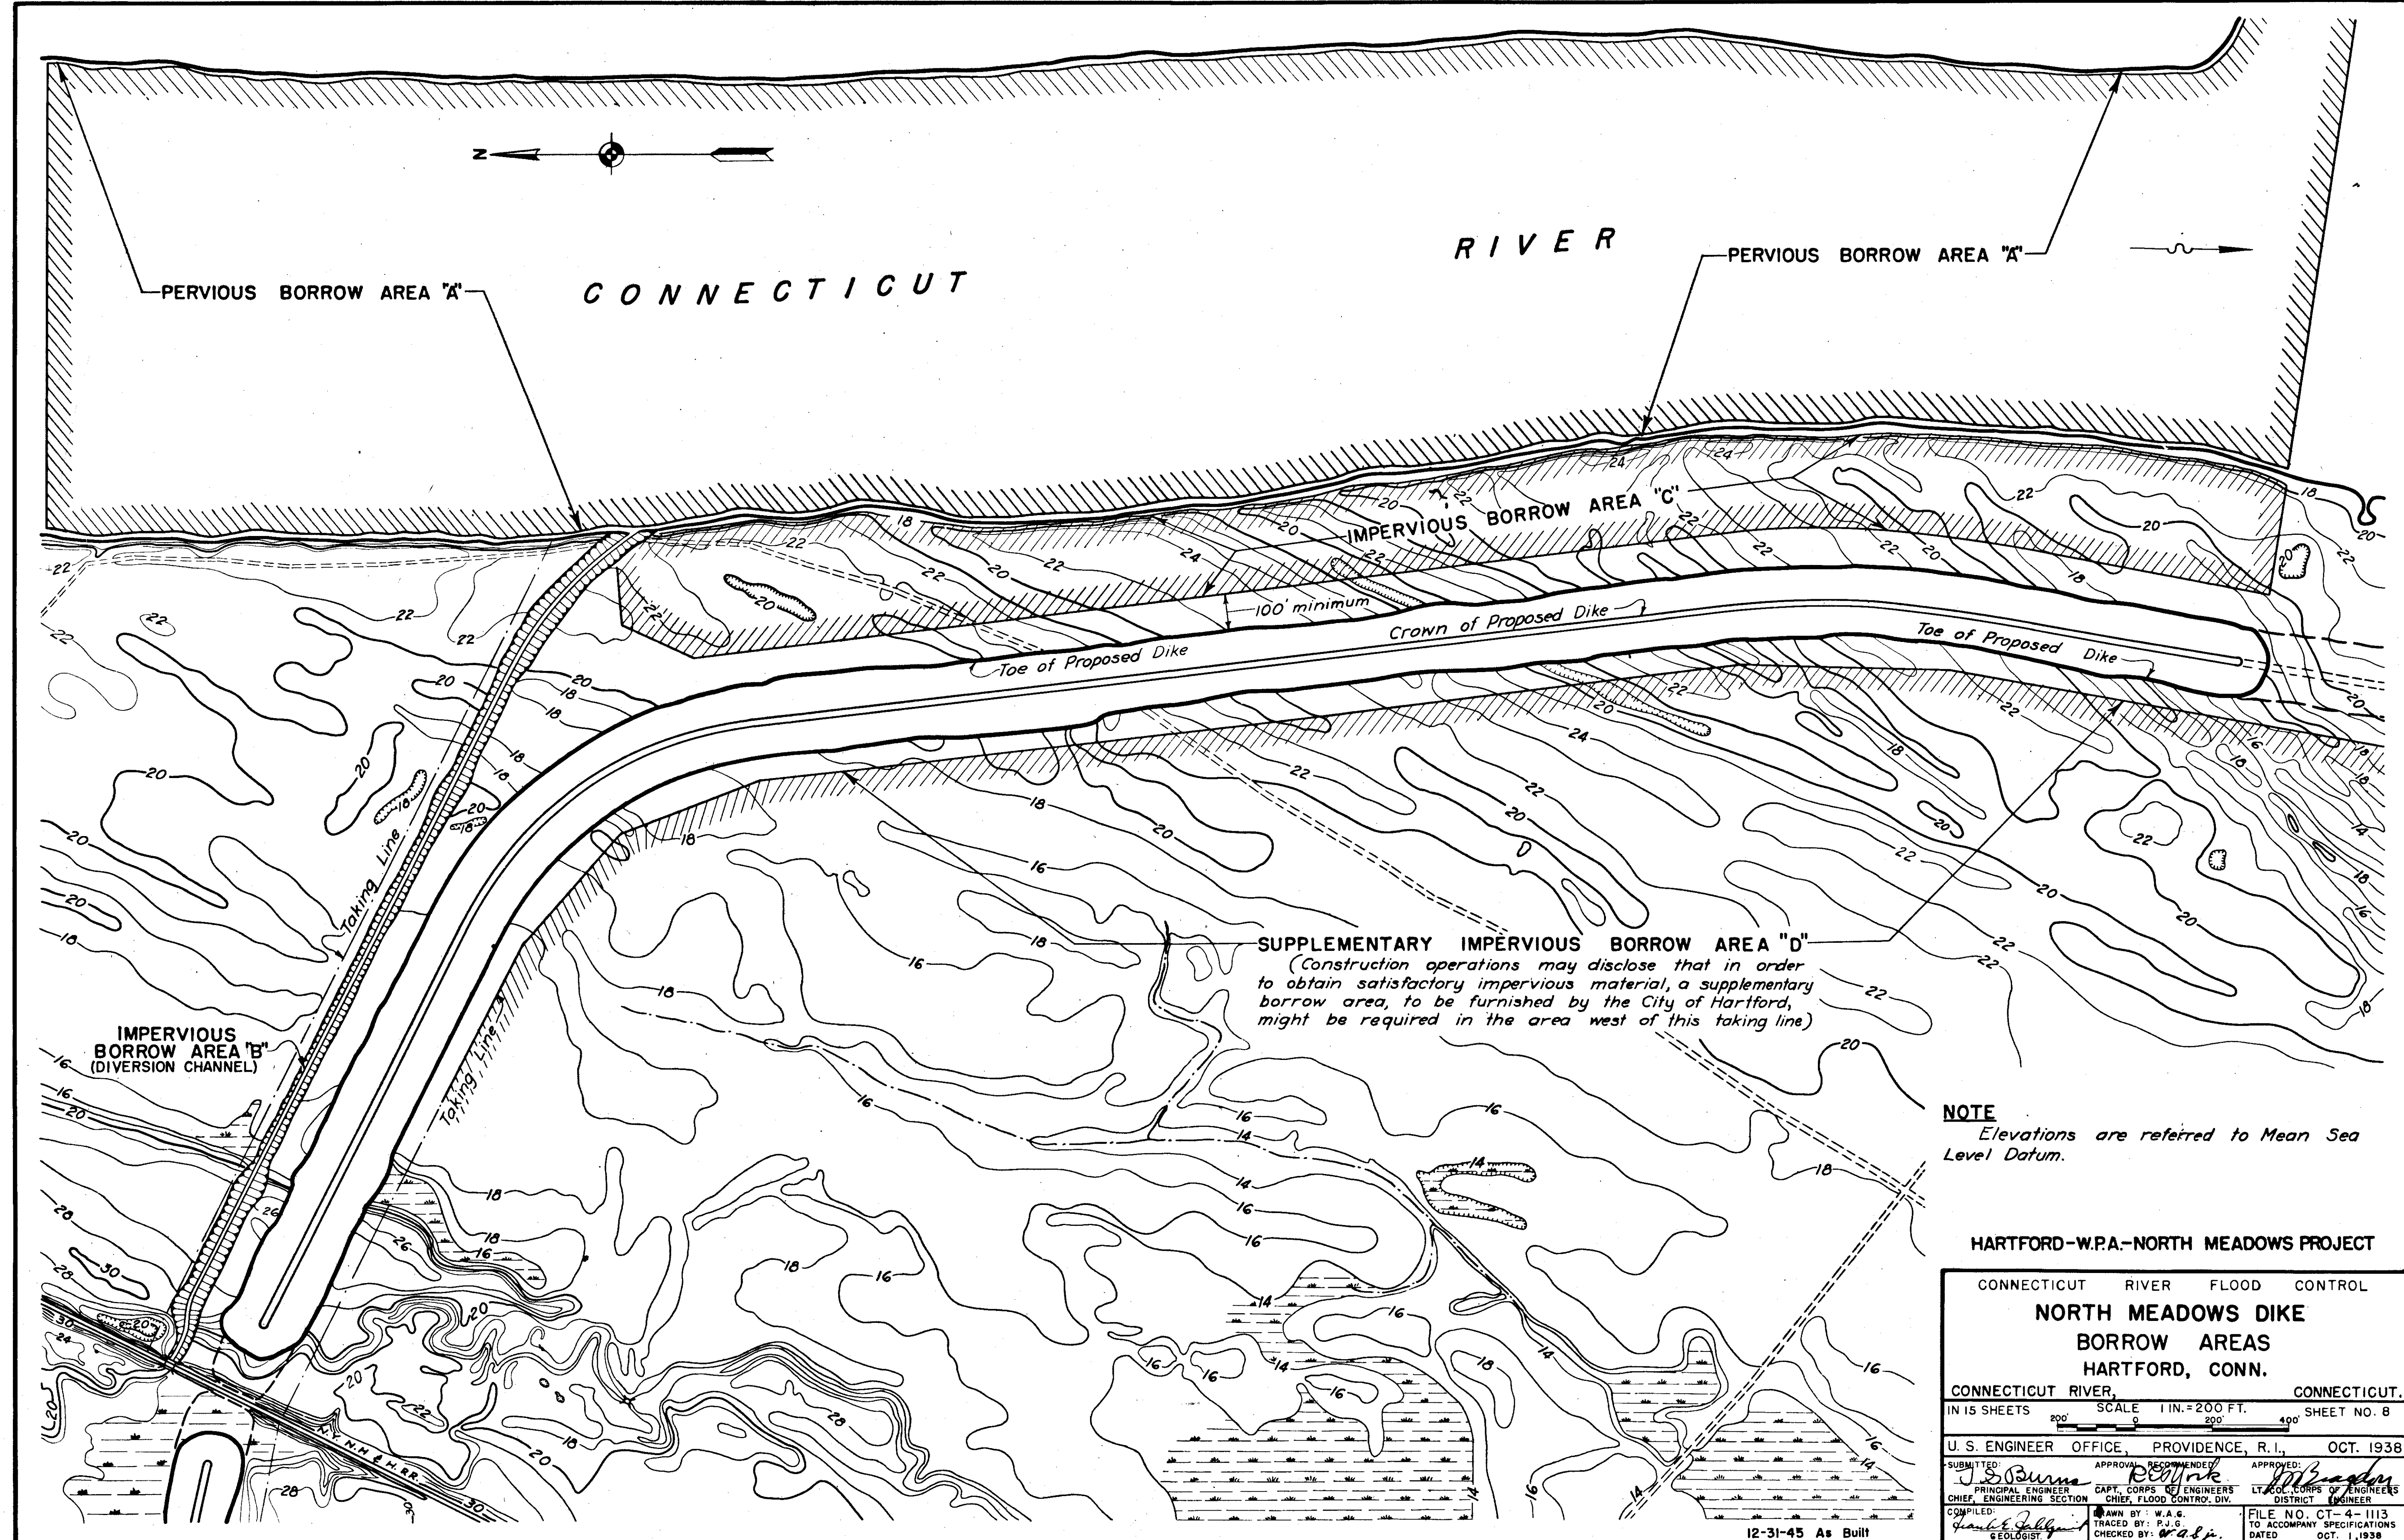 N
CONNECTICUT RIVER
PERVIOUS BORROW AREA "A"
PERVIOUS BORROW AREA "A"
IMPERVIOUS BORROW AREA "C"
100' minimum
Crown of Proposed Dike
Toe of Proposed Dike
Toe of Proposed Dike
Taking Line
Taking Line
SUPPLEMENTARY IMPERVIOUS BORROW AREA "D"
(Construction operations may disclose that in order
to obtain satisfactory impervious material, a supplementary
borrow area, to be furnished by the City of Hartford,
might be required in the area west of this taking line)
IMPERVIOUS
BORROW AREA "B"
(DIVERSION CHANNEL)
N.Y. N.H & H. RR.
NOTE
Elevations are referred to Mean Sea
Level Datum.
HARTFORD-W.P.A.-NORTH MEADOWS PROJECT
CONNECTICUT RIVER FLOOD CONTROL
NORTH MEADOWS DIKE
BORROW AREAS
HARTFORD, CONN.
CONNECTICUT RIVER, CONNECTICUT.
IN 15 SHEETS SCALE 1 IN.=200 FT. SHEET NO. 8
200' 0 200' 400'
U. S. ENGINEER OFFICE, PROVIDENCE, R. I., OCT. 1938
SUBMITTED: APPROVAL RECOMMENDED APPROVED:
J S Burns
PRINCIPAL ENGINEER CAPT., CORPS OF ENGINEERS LT. COL., CORPS OF ENGINEERS
CHIEF, ENGINEERING SECTION CHIEF, FLOOD CONTROL DIV. DISTRICT ENGINEER
COMPILED: DRAWN BY: W.A.G. FILE NO. CT-4-1113
TRACED BY: P.J.G. TO ACCOMPANY SPECIFICATIONS
GEOLOGIST. CHECKED BY: DATED OCT. 1, 1938
12-31-45 As Built